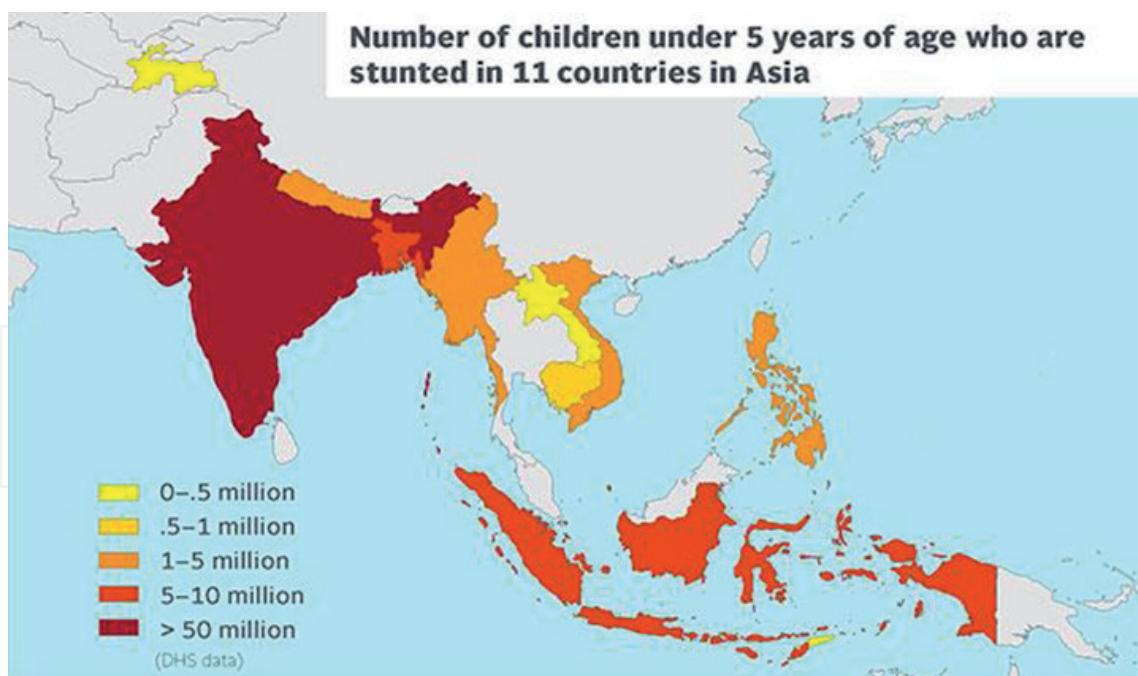 Number of children under 5 years of age who are
stunted in 11 countries in Asia
0–.5 million
.5–1 million
1–5 million
5–10 million
> 50 million
(DHS data)